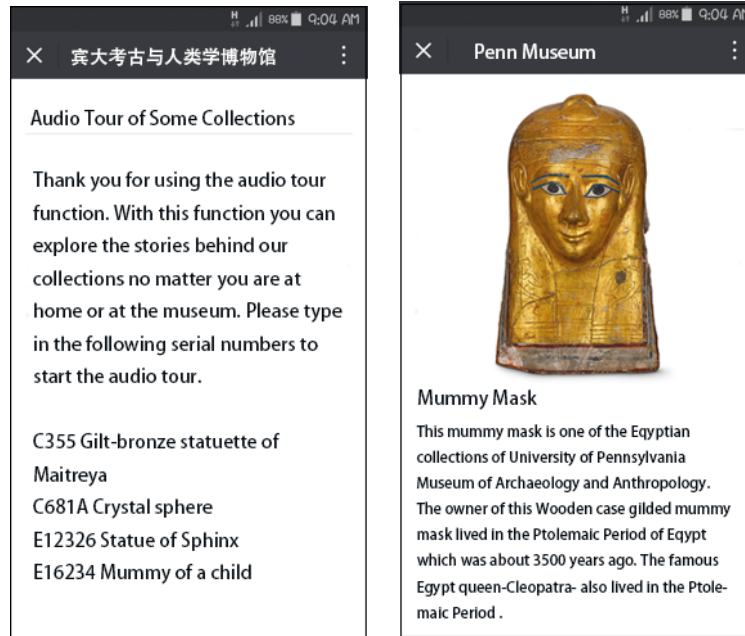 H .ıl 88% 9:04 AM
× 宾大考古与人类学博物馆
Audio Tour of Some Collections
Thank you for using the audio tour
function. With this function you can
explore the stories behind our
collections no matter you are at
home or at the museum. Please type
in the following serial numbers to
start the audio tour.
C355 Gilt-bronze statuette of
Maitreya
C681A Crystal sphere
E12326 Statue of Sphinx
E16234 Mummy of a child
H 88% 9:04 AM
× Penn Museum
Mummy Mask
This mummy mask is one of the Eqyptian
collections of University of Pennsylvania
Museum of Archaeology and Anthropology.
The owner of this Wooden case gilded mummy
mask lived in the Ptolemaic Period of Eqypt
which was about 3500 years ago. The famous
Egypt queen-Cleopatra- also lived in the Ptole-
maic Period .